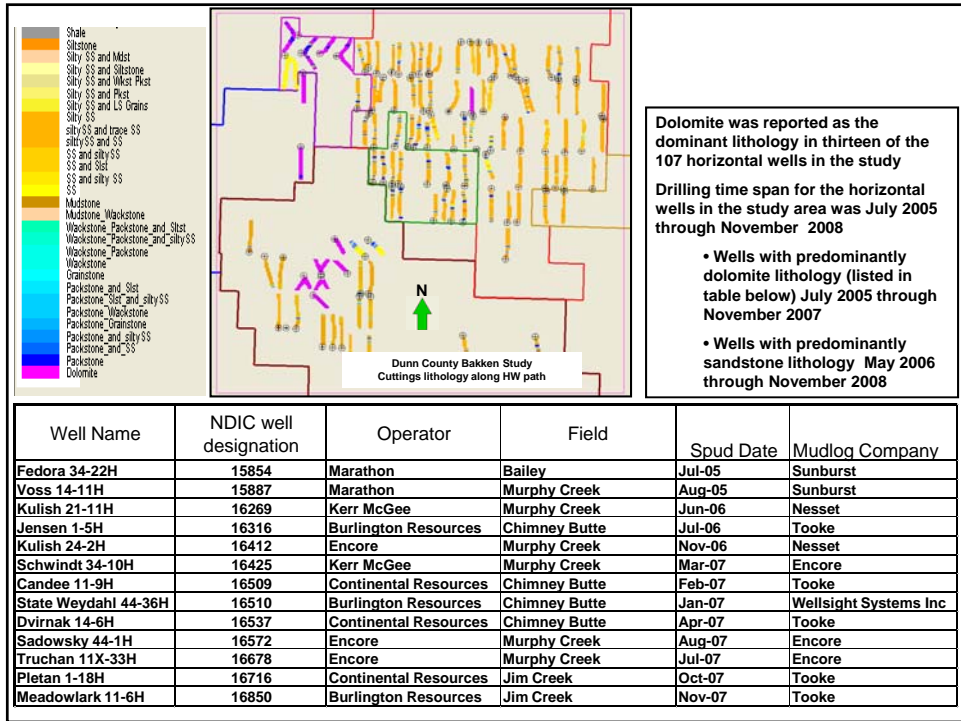 Shale
Siltstone
Silty SS and Mdst
Silty SS and Siltstone
Silty SS and Wkst Pkst
Silty SS and Pkst
Silty SS and LS Grains
Silty SS
silty SS and trace SS
siltly SS and SS
SS and silty SS
SS and Slst
SS and silty SS
SS
Mudstone
Mudstone_Wackstone
Wackstone_Packstone_and_Sltst
Wackstone_Packstone_and_silty SS
Wackstone_Packstone
Wackstone
Grainstone
Packstone_and_Slst
Packstone_Slst_and_silty SS
Packstone_Wackstone
Packstone_Grainstone
Packstone_and_silty SS
Packstone_and_SS
Packstone
Dolomite
N
Dunn County Bakken Study
Cuttings lithology along HW path
Dolomite was reported as the
dominant lithology in thirteen of the
107 horizontal wells in the study
Drilling time span for the horizontal
wells in the study area was July 2005
through November 2008
• Wells with predominantly
dolomite lithology (listed in
table below) July 2005 through
November 2007
• Wells with predominantly
sandstone lithology May 2006
through November 2008
Well Name NDIC well designation Operator Field Spud Date Mudlog Company
Fedora 34-22H 15854 Marathon Bailey Jul-05 Sunburst
Voss 14-11H 15887 Marathon Murphy Creek Aug-05 Sunburst
Kulish 21-11H 16269 Kerr McGee Murphy Creek Jun-06 Nesset
Jensen 1-5H 16316 Burlington Resources Chimney Butte Jul-06 Tooke
Kulish 24-2H 16412 Encore Murphy Creek Nov-06 Nesset
Schwindt 34-10H 16425 Kerr McGee Murphy Creek Mar-07 Encore
Candee 11-9H 16509 Continental Resources Chimney Butte Feb-07 Tooke
State Weydahl 44-36H 16510 Burlington Resources Chimney Butte Jan-07 Wellsight Systems Inc
Dvirnak 14-6H 16537 Continental Resources Chimney Butte Apr-07 Tooke
Sadowsky 44-1H 16572 Encore Murphy Creek Aug-07 Encore
Truchan 11X-33H 16678 Encore Murphy Creek Jul-07 Encore
Pletan 1-18H 16716 Continental Resources Jim Creek Oct-07 Tooke
Meadowlark 11-6H 16850 Burlington Resources Jim Creek Nov-07 Tooke